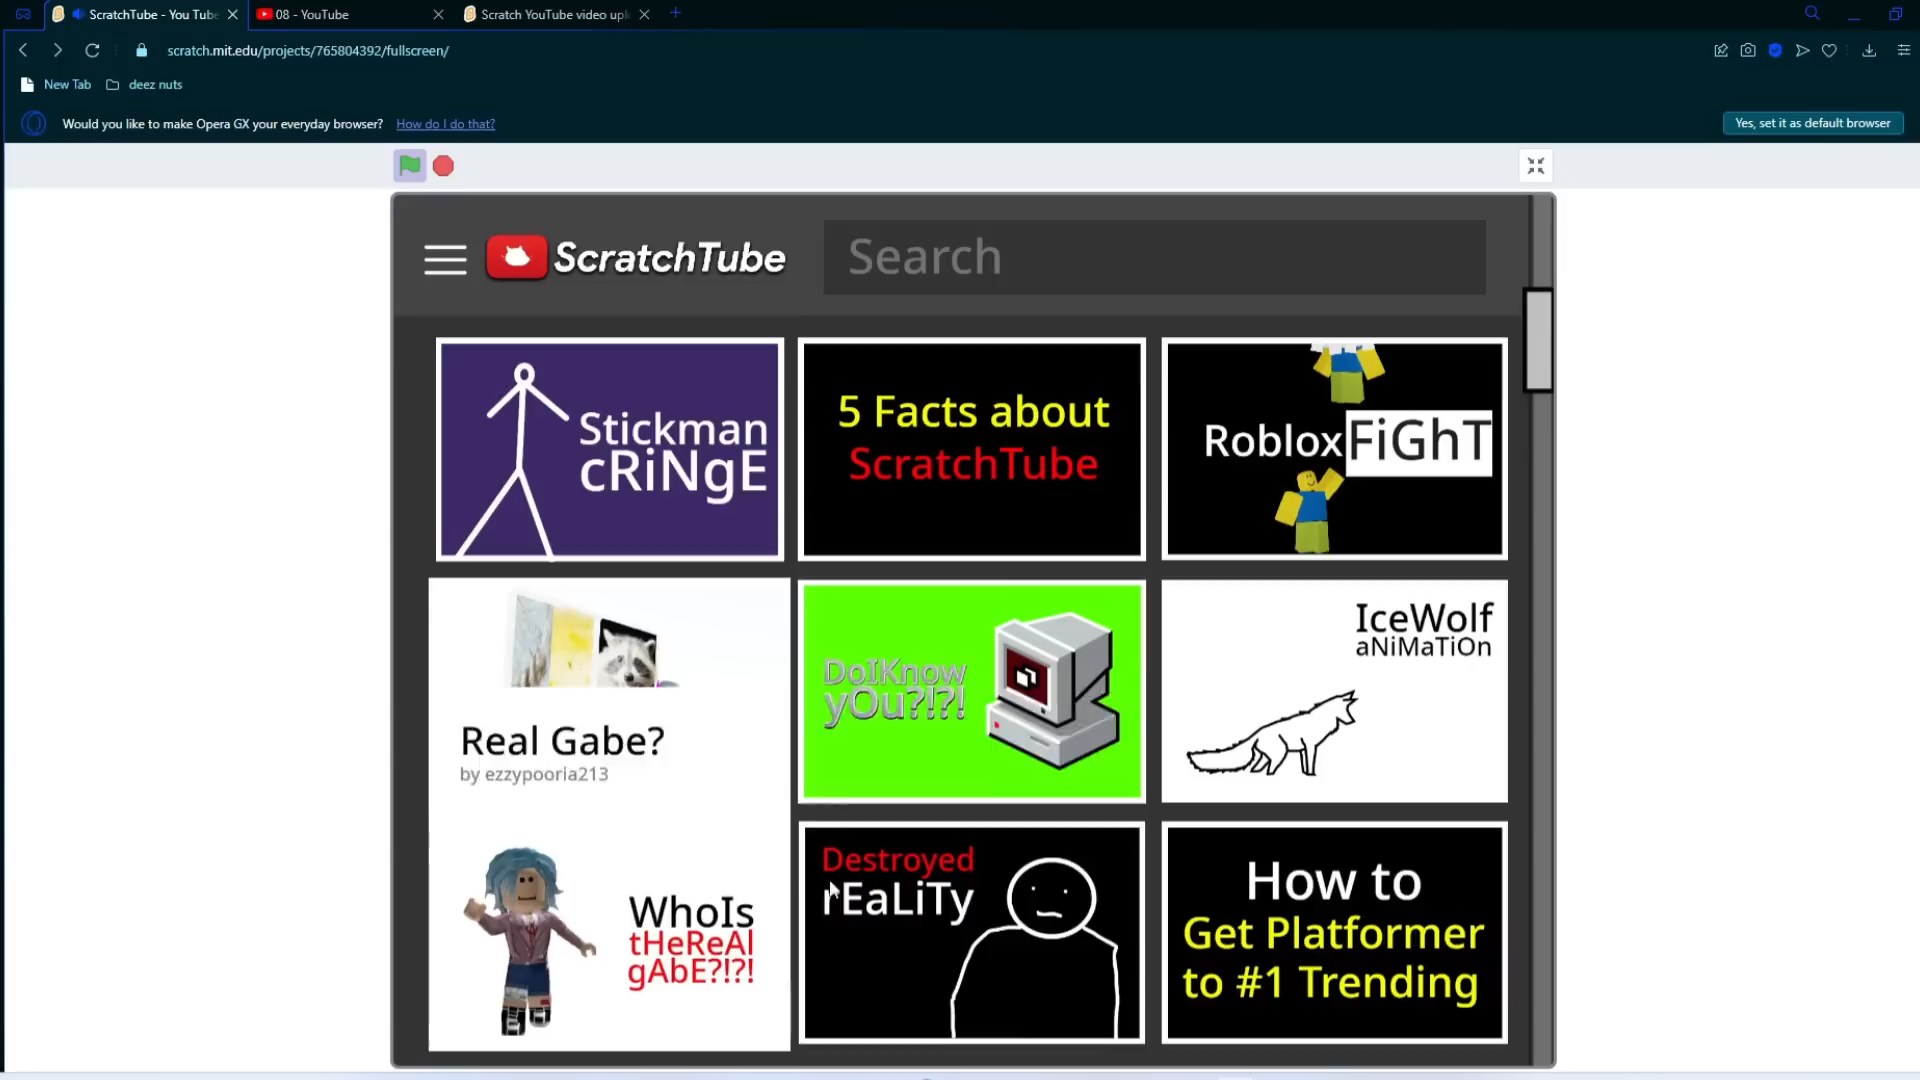 ScratchTube - You Tube
08 - YouTube
Scratch YouTube video upl
scratch.mit.edu/projects/765804392/fullscreen/
New Tab
deez nuts
Would you like to make Opera GX your everyday browser?
How do I do that?
Yes, set it as default browser
ScratchTube
Search
Stickman
cRiNgE
5 Facts about
ScratchTube
Roblox FiGhT
Real Gabe?
by ezzypooria213
DoIKnow
yOu?!?!
IceWolf
aNiMaTiOn
WhoIs
tHeReAl
gAbE?!?!
Destroyed
rEaLiTy
How to
Get Platformer
to #1 Trending